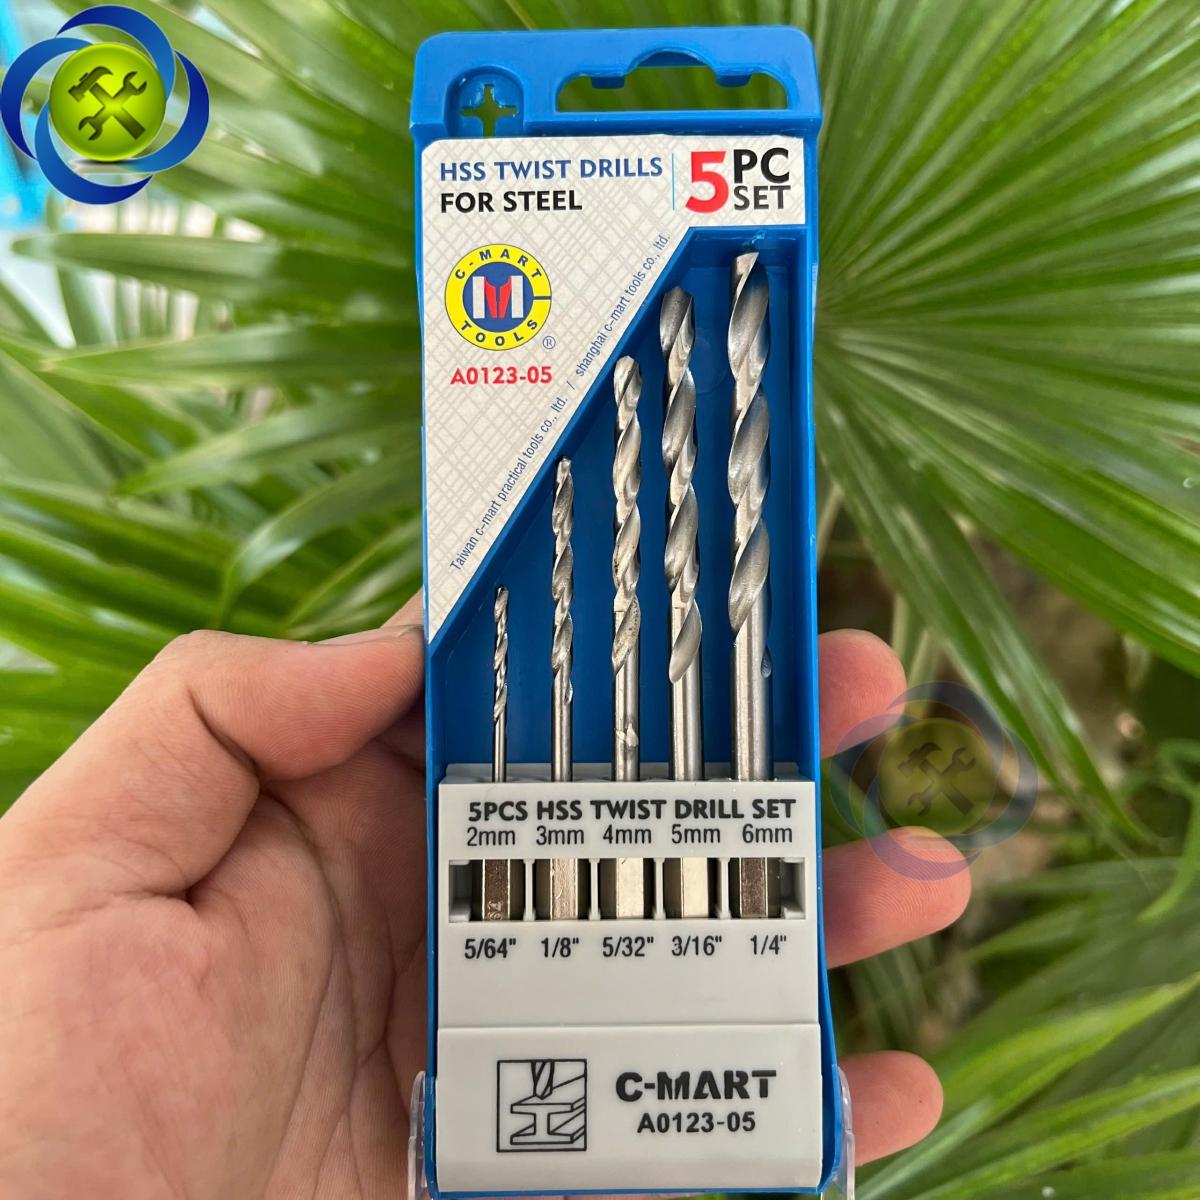 HSS TWIST DRILLS
FOR STEEL
5 PC
SET
C-MART
TOOLS
®
A0123-05
Taiwan c-mart practical tools co., ltd. / shanghai c-mart tools co., ltd.
5PCS HSS TWIST DRILL SET
2mm 3mm 4mm 5mm 6mm
5/64" 1/8" 5/32" 3/16" 1/4"
C-MART
A0123-05